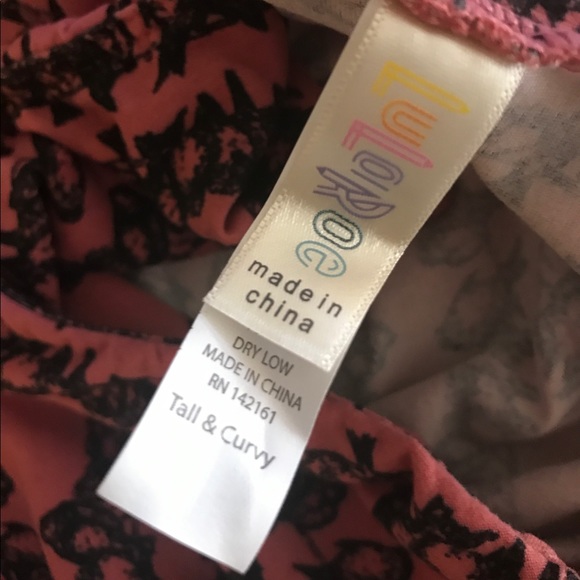 LuLaRoe
made in
china
DRY LOW
MADE IN CHINA
RN 142161
Tall & Curvy